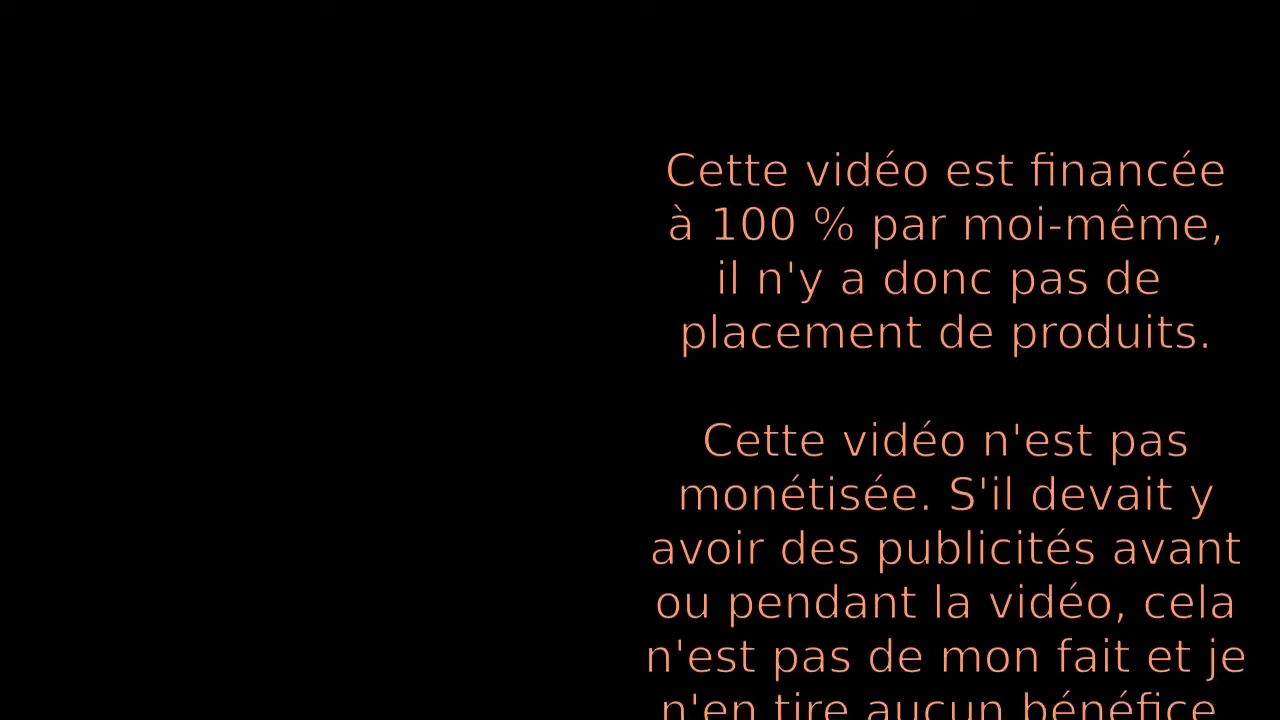 Cette vidéo est financée
à 100 % par moi-même,
il n'y a donc pas de
placement de produits.
Cette vidéo n'est pas
monétisée. S'il devait y
avoir des publicités avant
ou pendant la vidéo, cela
n'est pas de mon fait et je
n'en tire aucun bénéfice.